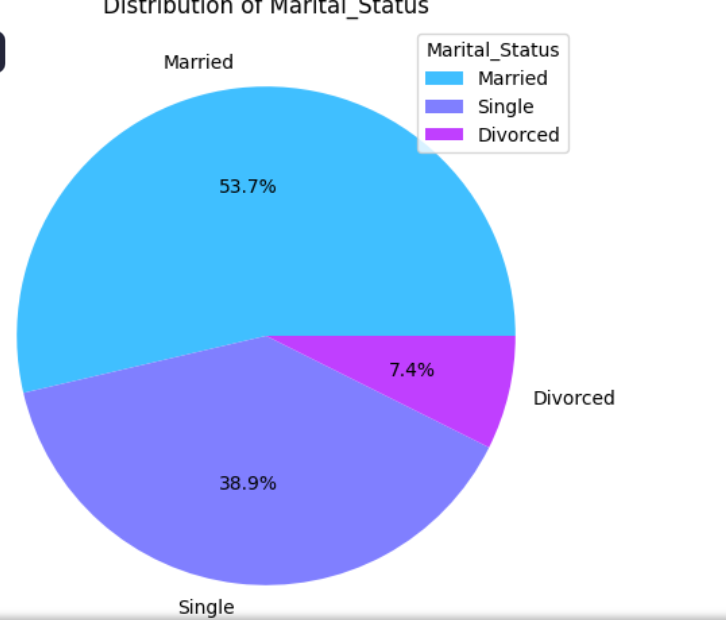 Distribution of Marital_Status
Married
Marital_Status
Married
Single
Divorced
53.7%
7.4%
Divorced
38.9%
Single